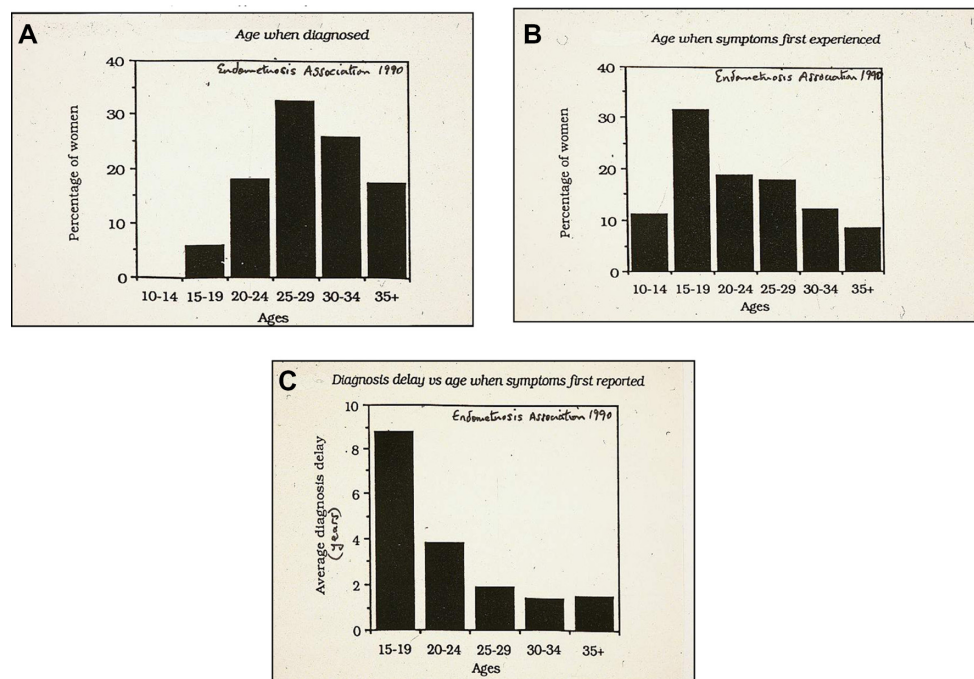 A
Age when diagnosed
Endometriosis Association 1990
Percentage of women
40
30
20
10
0
10-14 15-19 20-24 25-29 30-34 35+
Ages
B
Age when symptoms first experienced
Endometriosis Association 1990
Percentage of women
40
30
20
10
0
10-14 15-19 20-24 25-29 30-34 35+
Ages
C
Diagnosis delay vs age when symptoms first reported
Endometriosis Association 1990
Average diagnosis delay
(years)
10
8
6
4
2
0
15-19 20-24 25-29 30-34 35+
Ages